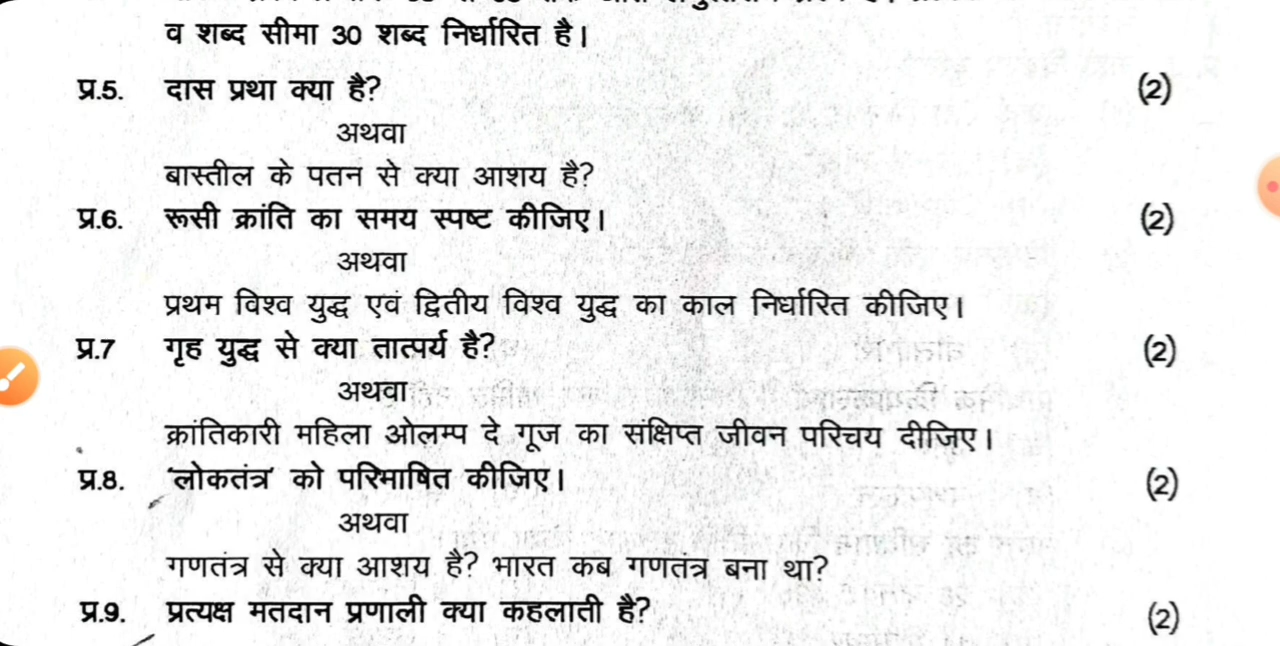 व शब्द सीमा 30 शब्द निर्धारित है।
प्र.5. दास प्रथा क्या है? (2)
अथवा
बास्तील के पतन से क्या आशय है?
प्र.6. रूसी क्रांति का समय स्पष्ट कीजिए। (2)
अथवा
प्रथम विश्व युद्ध एवं द्वितीय विश्व युद्ध का काल निर्धारित कीजिए।
प्र.7 गृह युद्ध से क्या तात्पर्य है? (2)
अथवा
क्रांतिकारी महिला ओलम्प दे गूज का संक्षिप्त जीवन परिचय दीजिए।
प्र.8. 'लोकतंत्र' को परिमाषित कीजिए। (2)
अथवा
गणतंत्र से क्या आशय है? भारत कब गणतंत्र बना था?
प्र.9. प्रत्यक्ष मतदान प्रणाली क्या कहलाती है? (2)